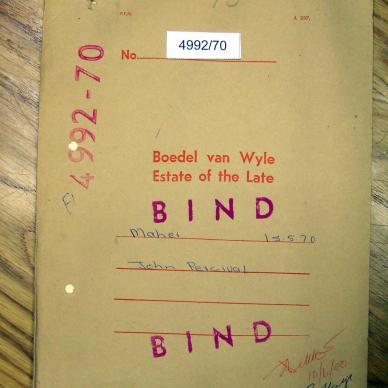 No. 4992/70
4992-70
Boedel van Wyle
Estate of the Late
BIND
Maher 15.5.70
John Percival
BIND